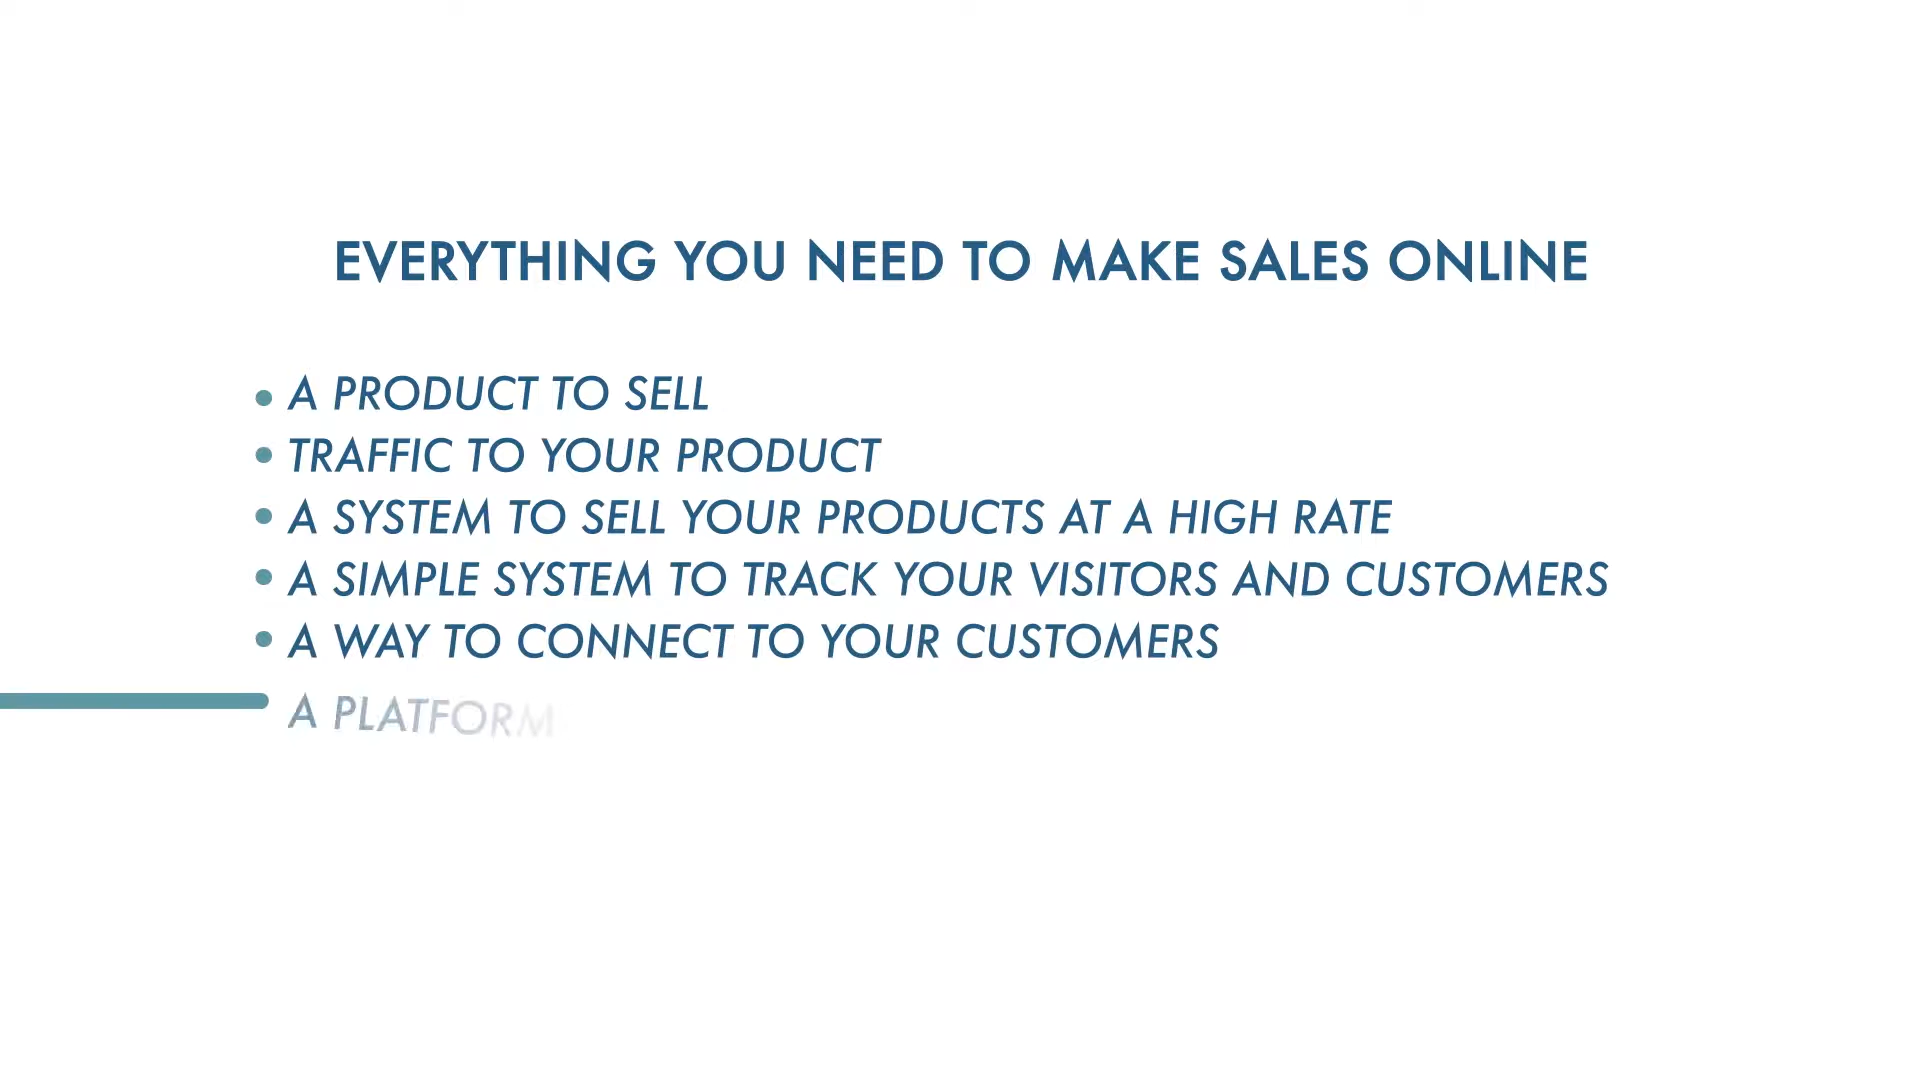 EVERYTHING YOU NEED TO MAKE SALES ONLINE
A PRODUCT TO SELL
TRAFFIC TO YOUR PRODUCT
A SYSTEM TO SELL YOUR PRODUCTS AT A HIGH RATE
A SIMPLE SYSTEM TO TRACK YOUR VISITORS AND CUSTOMERS
A WAY TO CONNECT TO YOUR CUSTOMERS
A PLATFORM